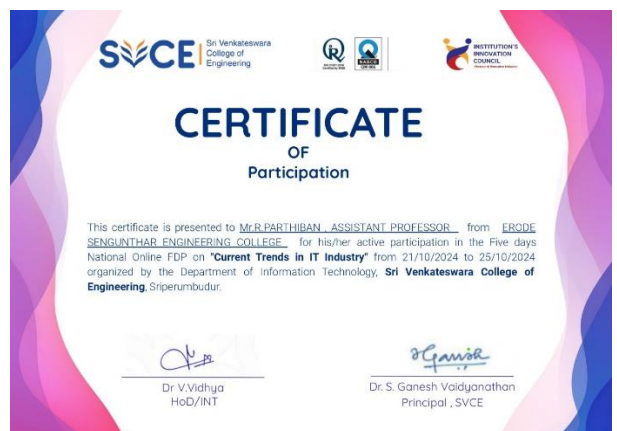 SVCE
Sri Venkateswara
College of
Engineering
INSTITUTION'S
INNOVATION
COUNCIL
CERTIFICATE
OF
Participation
This certificate is presented to Mr.R.PARTHIBAN , ASSISTANT PROFESSOR from ERODE
SENGUNTHAR ENGINEERING COLLEGE for his/her active participation in the Five days
National Online FDP on "Current Trends in IT Industry" from 21/10/2024 to 25/10/2024
organized by the Department of Information Technology, Sri Venkateswara College of
Engineering, Sriperumbudur.
Dr V.Vidhya
HoD/INT
Dr. S. Ganesh Vaidyanathan
Principal , SVCE